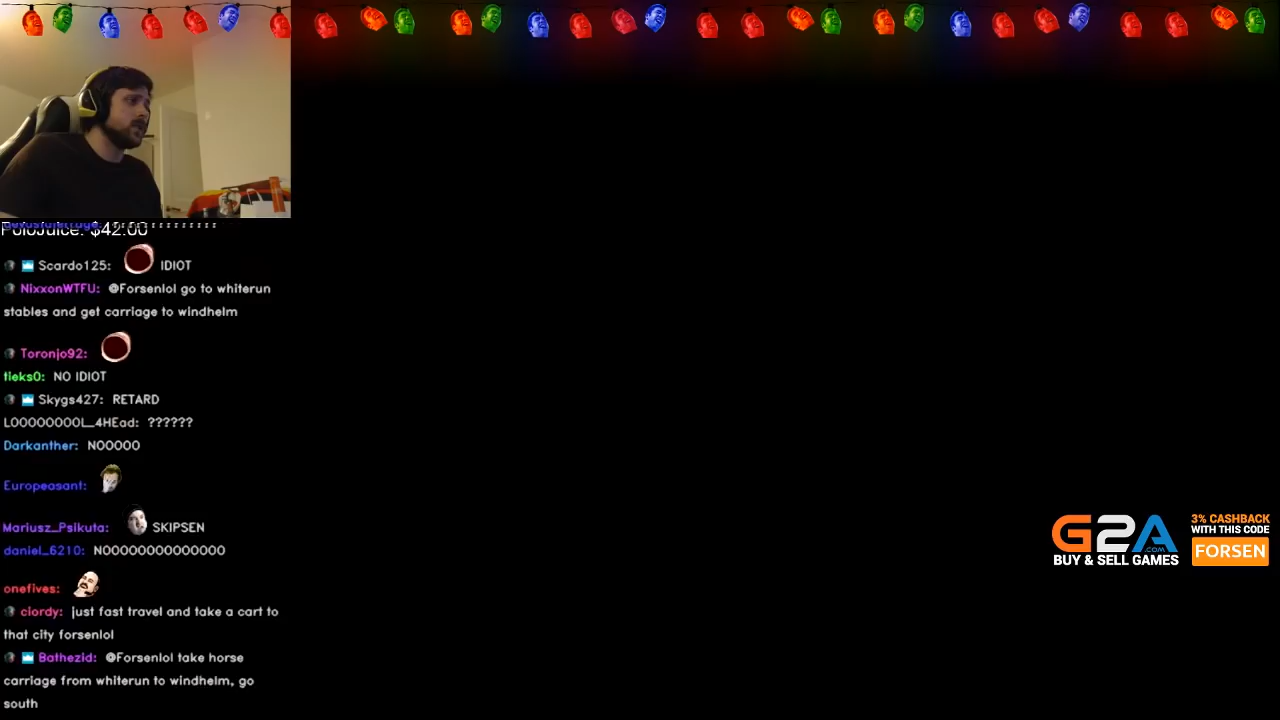 PoloJuice: $42.00
Scardo125: IDIOT
NixxonWTFU: @Forsenlol go to whiterun
stables and get carriage to windhelm
Toronjo92:
tieks0: NO IDIOT
Skygs427: RETARD
LOOOOOOOOL_4HEad: ??????
Darkanther: NOOOOO
Europeasant:
Mariusz_Psikuta: SKIPSEN
daniel_6210: NOOOOOOOOOOOOOO
onefives:
ciordy: just fast travel and take a cart to
that city forsenlol
Bathezid: @Forsenlol take horse
carriage from whiterun to windhelm, go
south
G2A.COM
BUY & SELL GAMES
3% CASHBACK
WITH THIS CODE
FORSEN